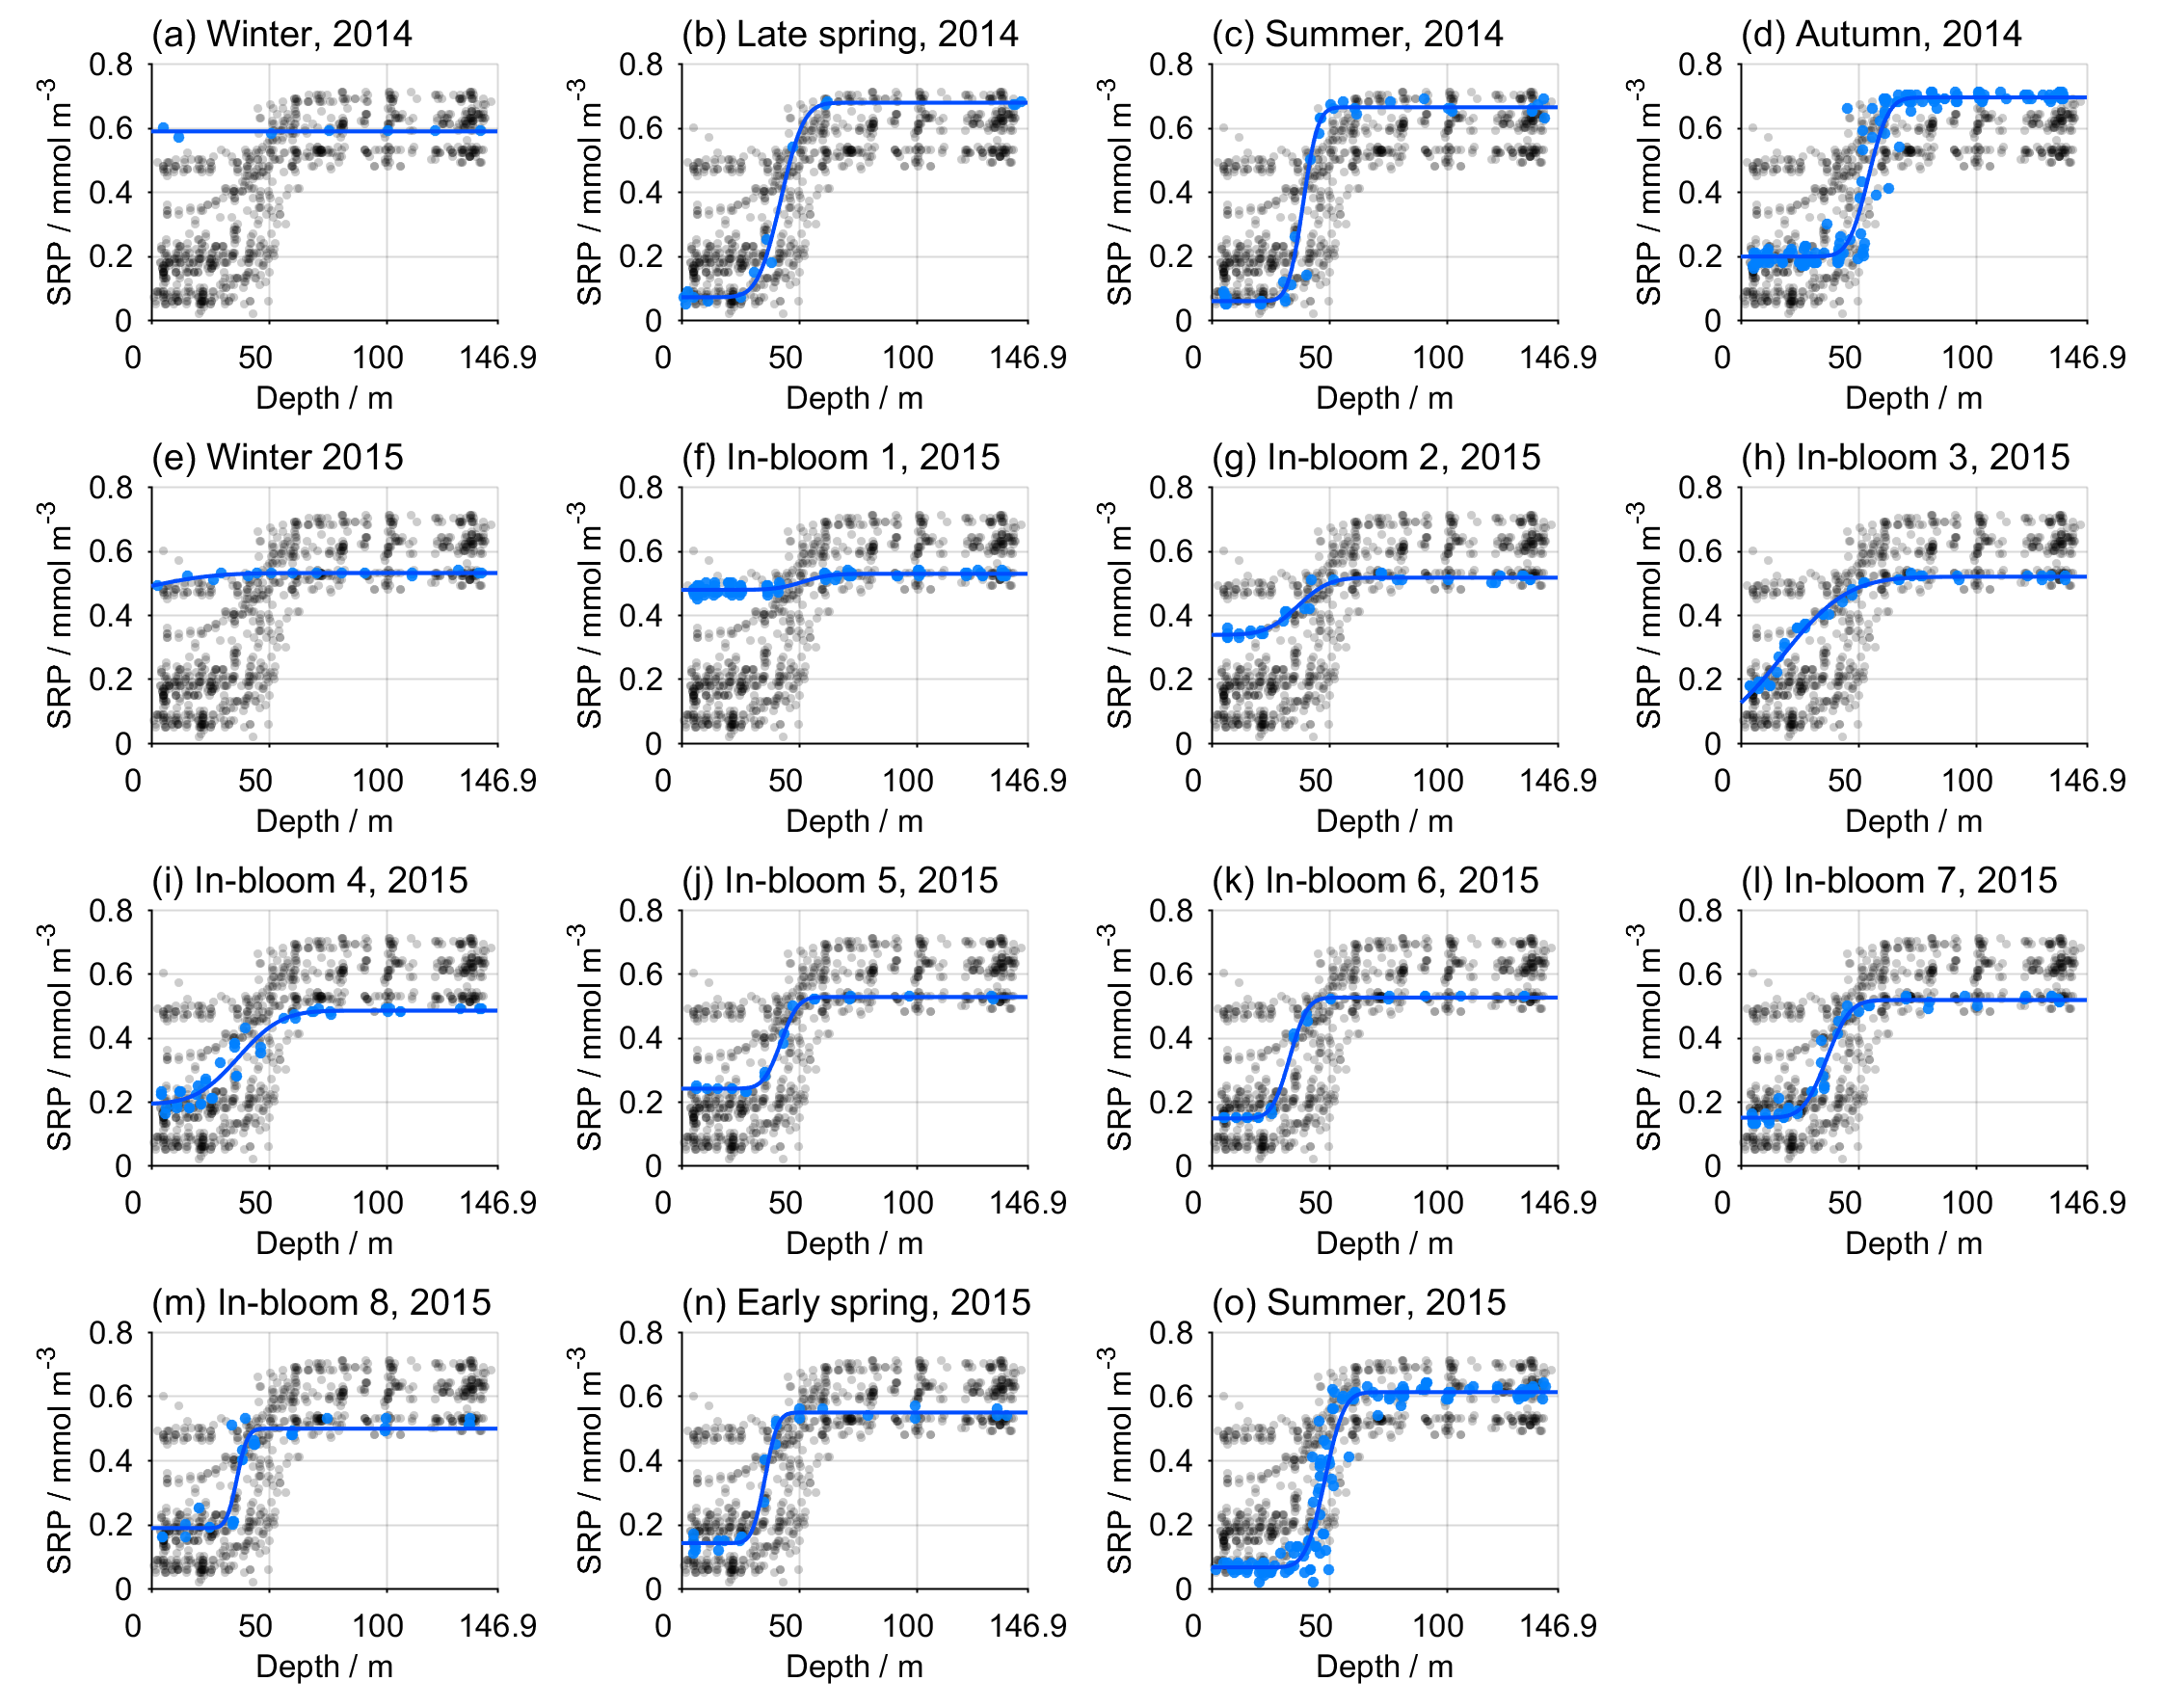 (a) Winter, 2014
(b) Late spring, 2014
(c) Summer, 2014
(d) Autumn, 2014
SRP / mmol m⁻³
0.8
0.6
0.4
0.2
0
0 50 100 146.9
Depth / m
SRP / mmol m⁻³
0.8
0.6
0.4
0.2
0
0 50 100 146.9
Depth / m
SRP / mmol m⁻³
0.8
0.6
0.4
0.2
0
0 50 100 146.9
Depth / m
SRP / mmol m⁻³
0.8
0.6
0.4
0.2
0
0 50 100 146.9
Depth / m
(e) Winter 2015
(f) In-bloom 1, 2015
(g) In-bloom 2, 2015
(h) In-bloom 3, 2015
SRP / mmol m⁻³
0.8
0.6
0.4
0.2
0
0 50 100 146.9
Depth / m
SRP / mmol m⁻³
0.8
0.6
0.4
0.2
0
0 50 100 146.9
Depth / m
SRP / mmol m⁻³
0.8
0.6
0.4
0.2
0
0 50 100 146.9
Depth / m
SRP / mmol m⁻³
0.8
0.6
0.4
0.2
0
0 50 100 146.9
Depth / m
(i) In-bloom 4, 2015
(j) In-bloom 5, 2015
(k) In-bloom 6, 2015
(l) In-bloom 7, 2015
SRP / mmol m⁻³
0.8
0.6
0.4
0.2
0
0 50 100 146.9
Depth / m
SRP / mmol m⁻³
0.8
0.6
0.4
0.2
0
0 50 100 146.9
Depth / m
SRP / mmol m⁻³
0.8
0.6
0.4
0.2
0
0 50 100 146.9
Depth / m
SRP / mmol m⁻³
0.8
0.6
0.4
0.2
0
0 50 100 146.9
Depth / m
(m) In-bloom 8, 2015
(n) Early spring, 2015
(o) Summer, 2015
SRP / mmol m⁻³
0.8
0.6
0.4
0.2
0
0 50 100 146.9
Depth / m
SRP / mmol m⁻³
0.8
0.6
0.4
0.2
0
0 50 100 146.9
Depth / m
SRP / mmol m⁻³
0.8
0.6
0.4
0.2
0
0 50 100 146.9
Depth / m